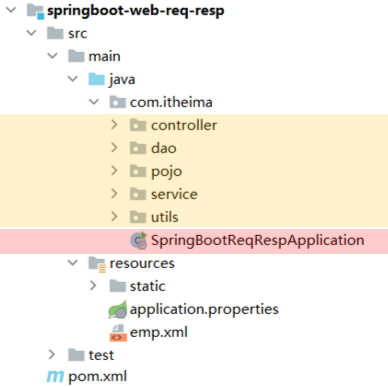 springboot-web-req-resp
src
main
java
com.itheima
controller
dao
pojo
service
utils
SpringBootReqRespApplication
resources
static
application.properties
emp.xml
test
pom.xml